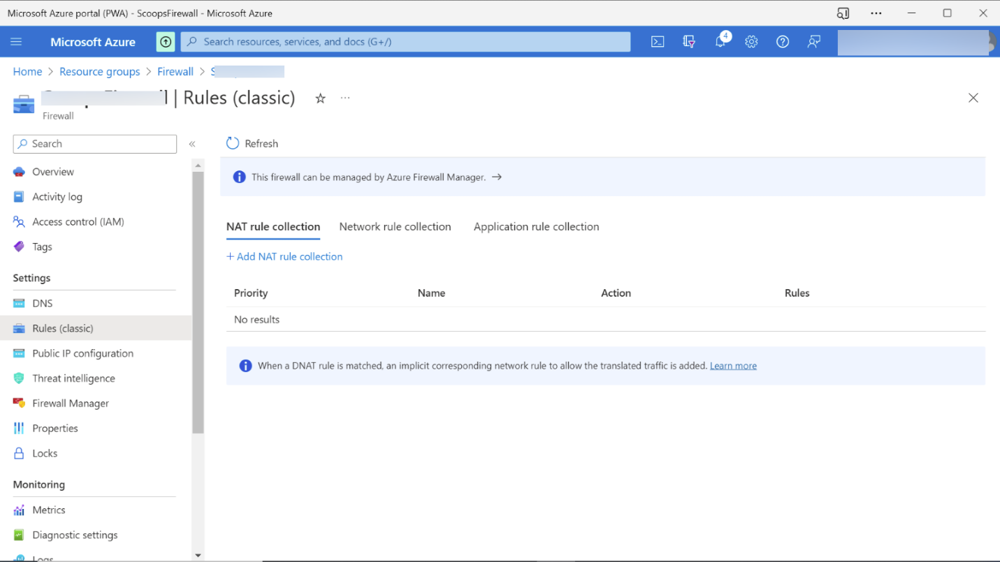 Microsoft Azure portal (PWA) - ScoopsFirewall - Microsoft Azure
Microsoft Azure
Search resources, services, and docs (G+/)
4
Home > Resource groups > Firewall >
| Rules (classic)
Firewall
Search
«
Refresh
Overview
Activity log
Access control (IAM)
Tags
Settings
DNS
Rules (classic)
Public IP configuration
Threat intelligence
Firewall Manager
Properties
Locks
Monitoring
Metrics
Diagnostic settings
Logs
This firewall can be managed by Azure Firewall Manager. →
NAT rule collection Network rule collection Application rule collection
+ Add NAT rule collection
Priority Name Action Rules
No results
When a DNAT rule is matched, an implicit corresponding network rule to allow the translated traffic is added. Learn more